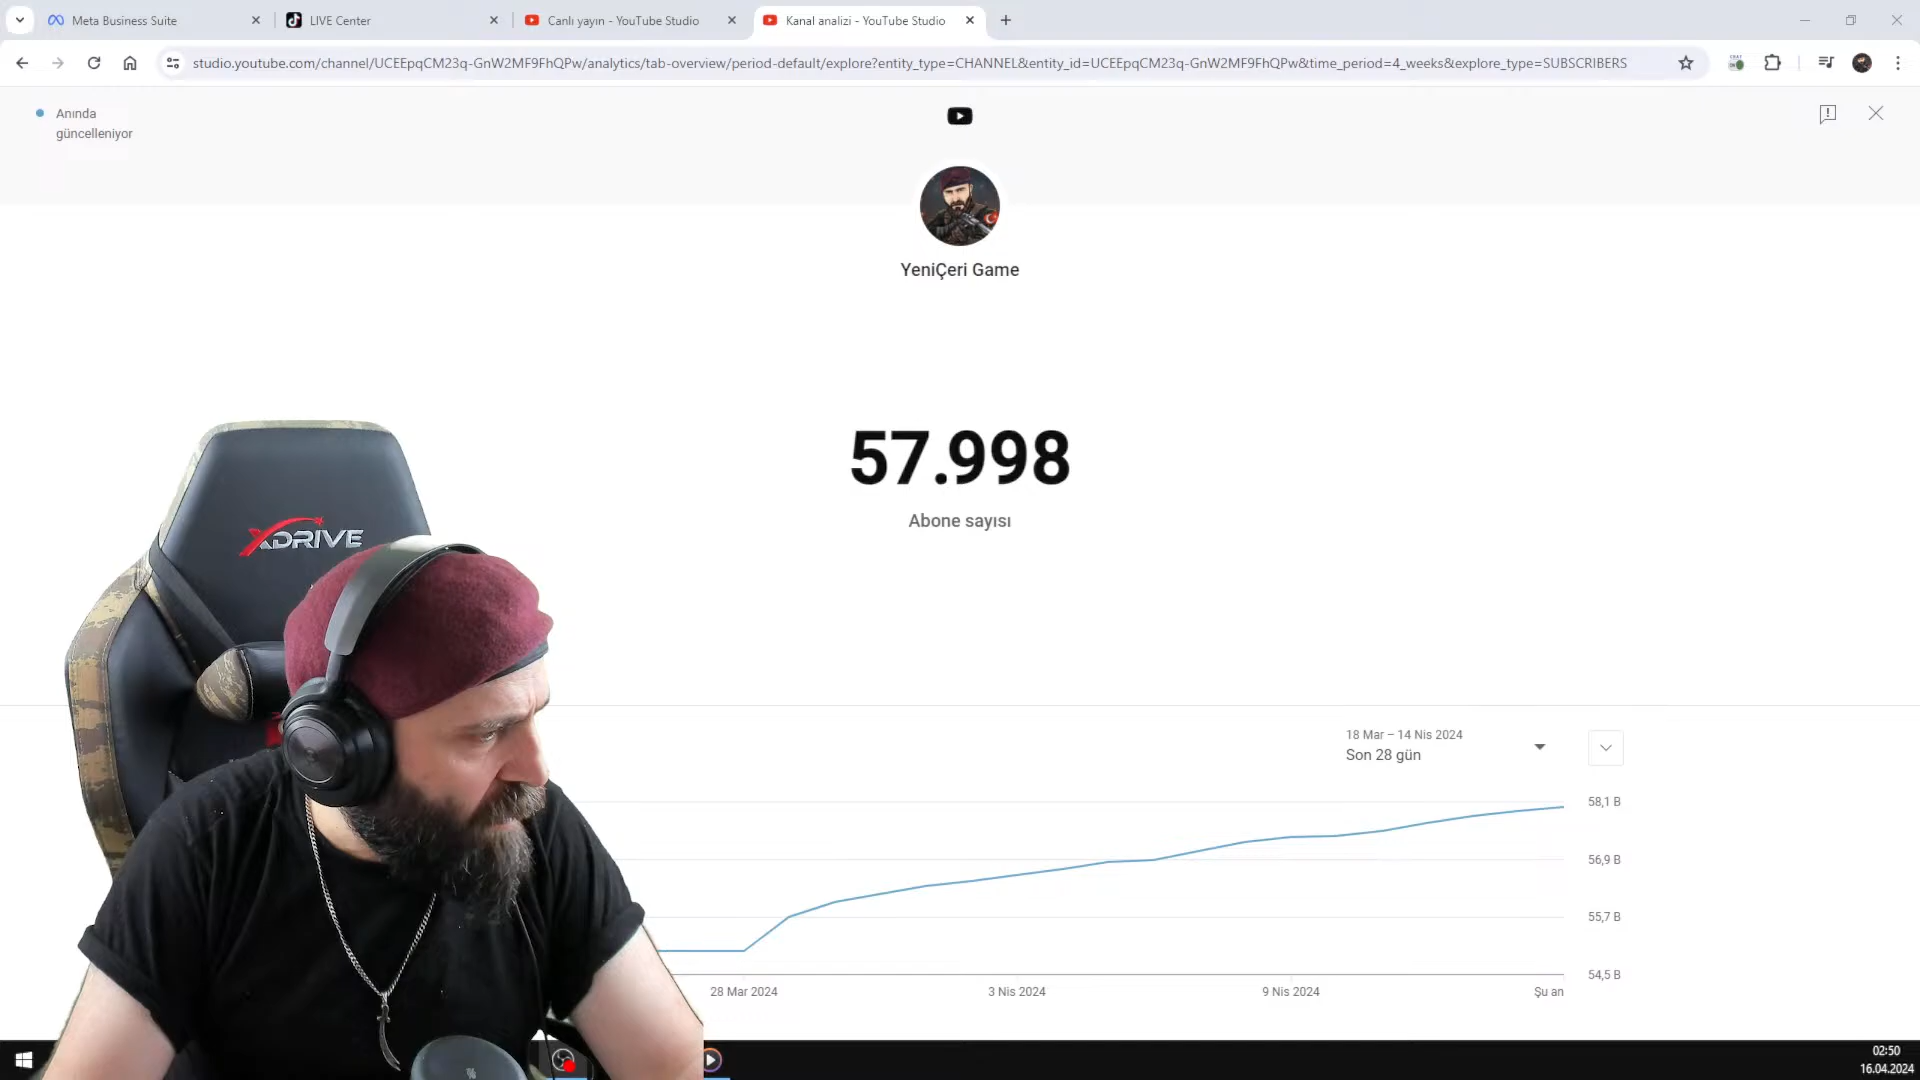 Meta Business Suite
LIVE Center
Canlı yayın - YouTube Studio
Kanal analizi - YouTube Studio
studio.youtube.com/channel/UCEEpqCM23q-GnW2MF9FhQPw/analytics/tab-overview/period-default/explore?entity_type=CHANNEL&entity_id=UCEEpqCM23q-GnW2MF9FhQPw&time_period=4_weeks&explore_type=SUBSCRIBERS
Anında
güncelleniyor
YeniÇeri Game
57.998
Abone sayısı
XDRIVE
18 Mar – 14 Nis 2024
Son 28 gün
58,1 B
56,9 B
55,7 B
54,5 B
28 Mar 2024
3 Nis 2024
9 Nis 2024
Şu an
02:50
16.04.2024